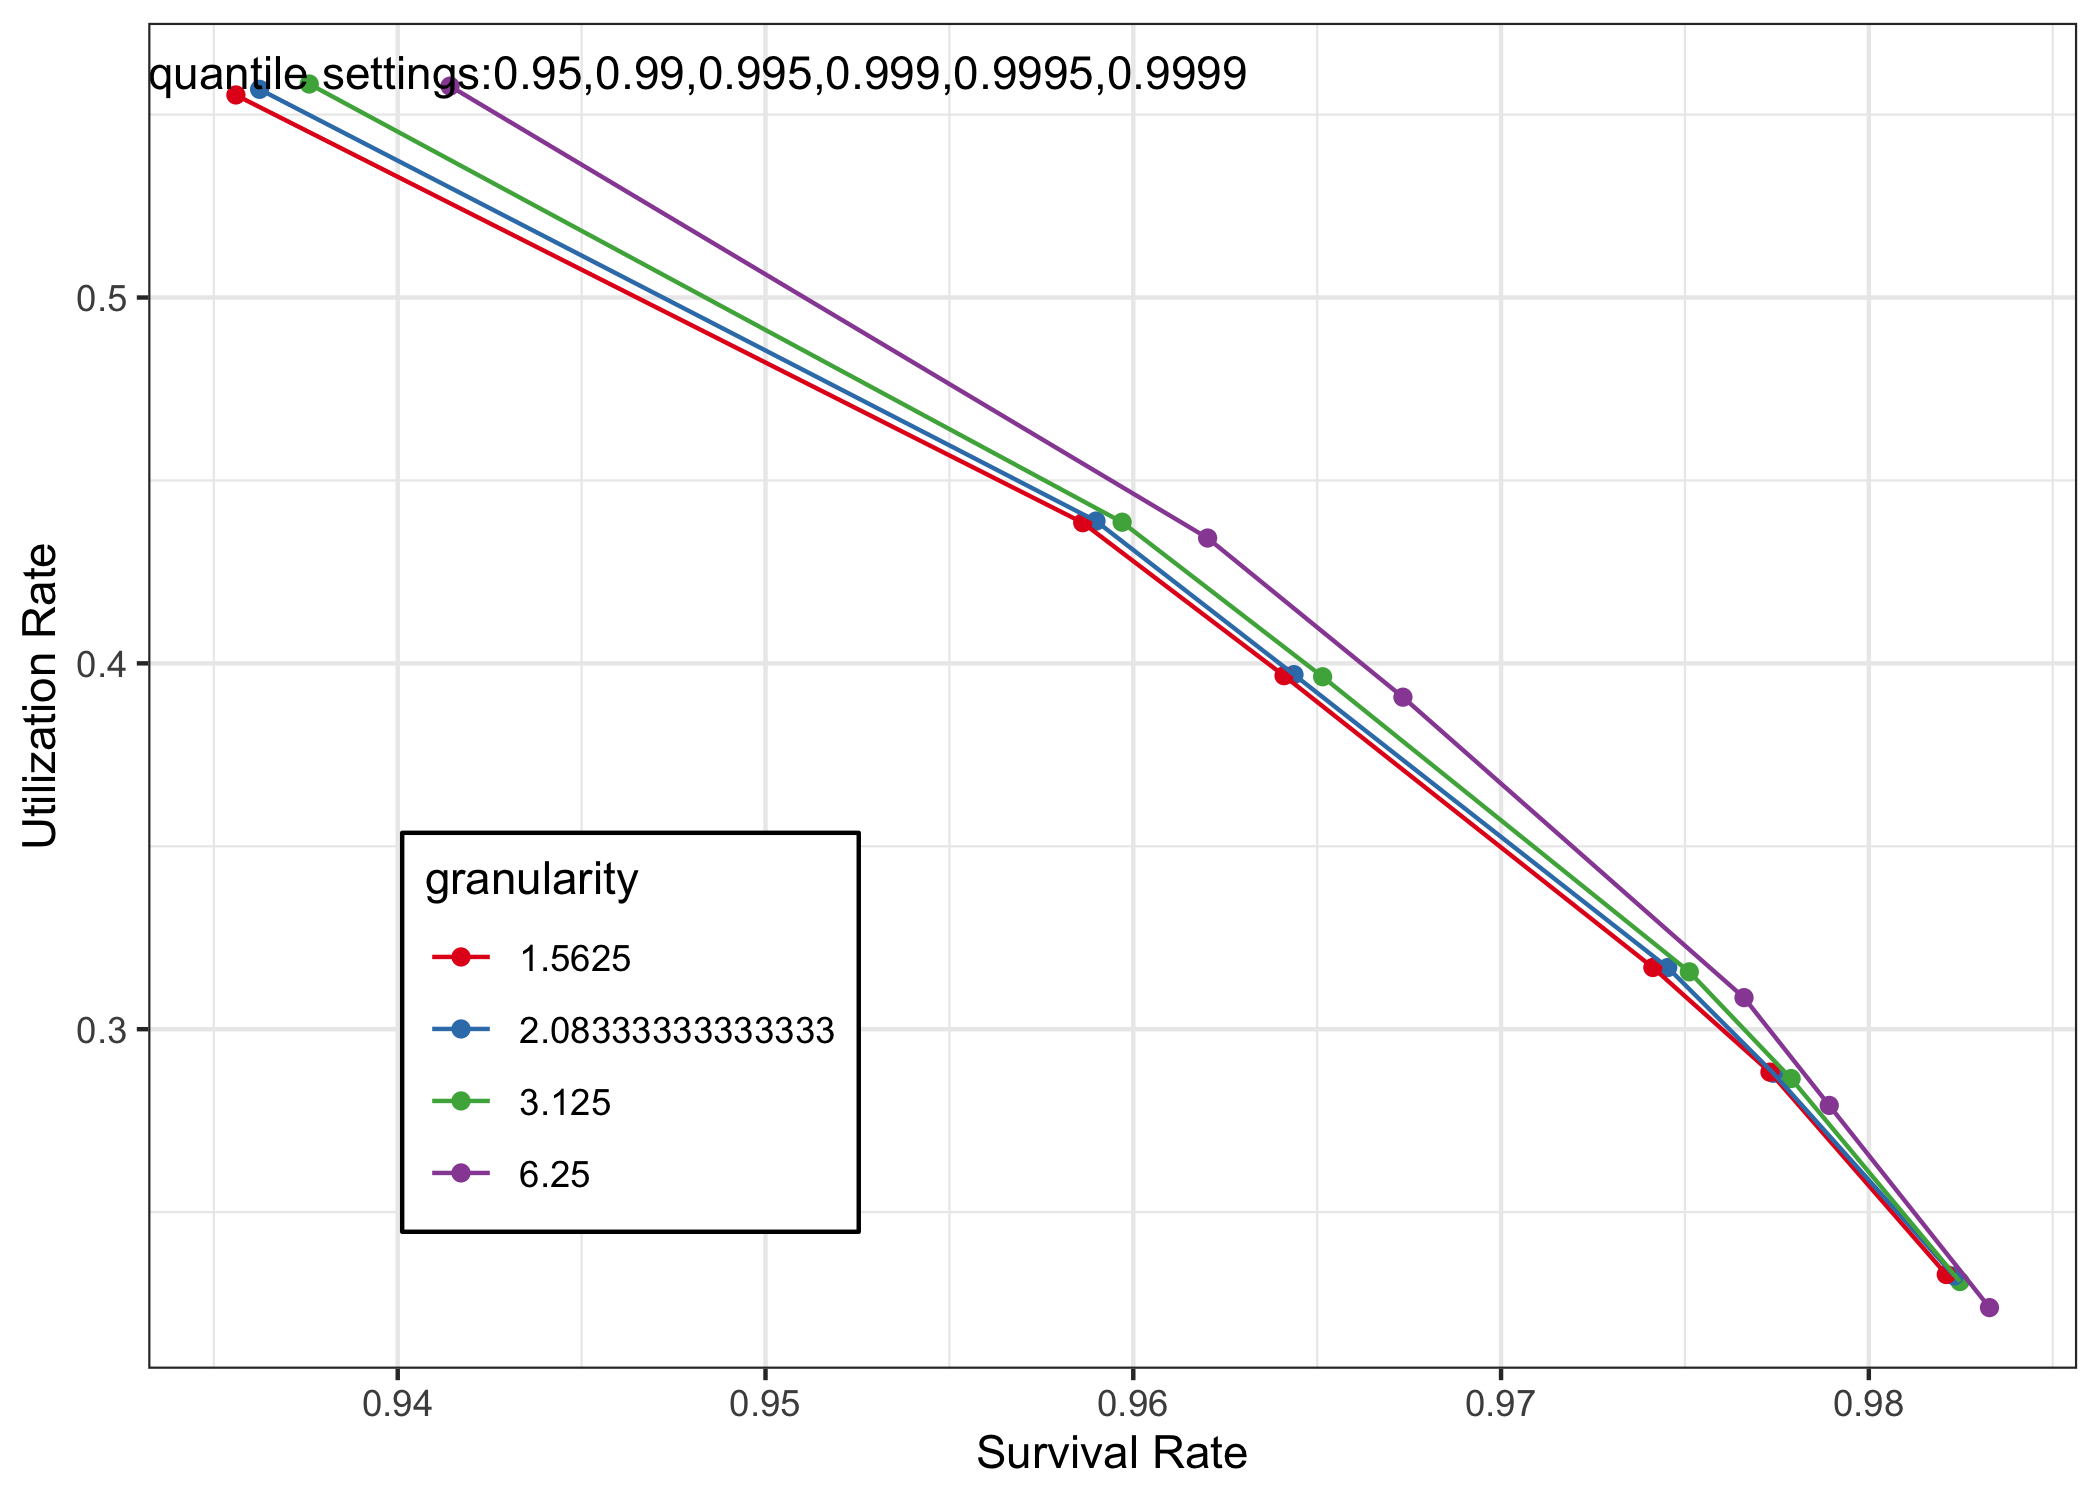 quantile settings:0.95,0.99,0.995,0.999,0.9995,0.9999
0.5
0.4
0.3
Utilization Rate
granularity
1.5625
2.08333333333333
3.125
6.25
0.94 0.95 0.96 0.97 0.98
Survival Rate